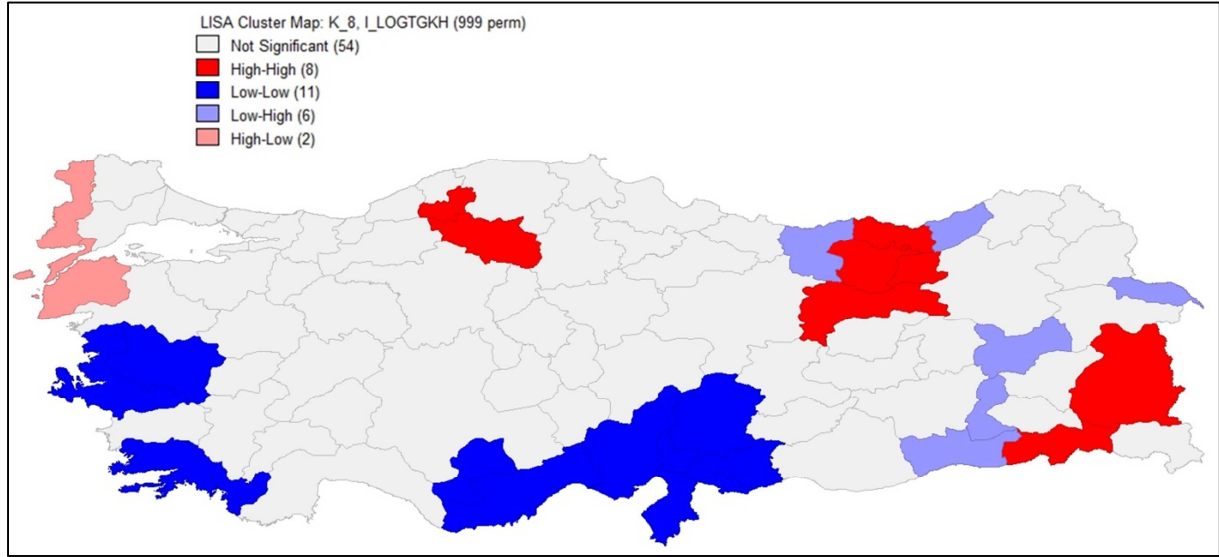 LISA Cluster Map: K_8, I_LOGTGKH (999 perm)
Not Significant (54)
High-High (8)
Low-Low (11)
Low-High (6)
High-Low (2)